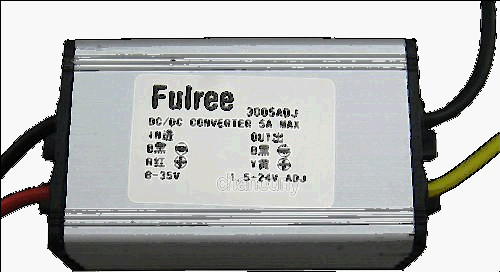 Fulree
3005ADJ
DC/DC CONVERTER 5A MAX
IN进 OUT出
B黑 ⊖ B黑 ⊖
R红 ⊕ Y黄 ⊕
8-35V 1.5-24V ADJ